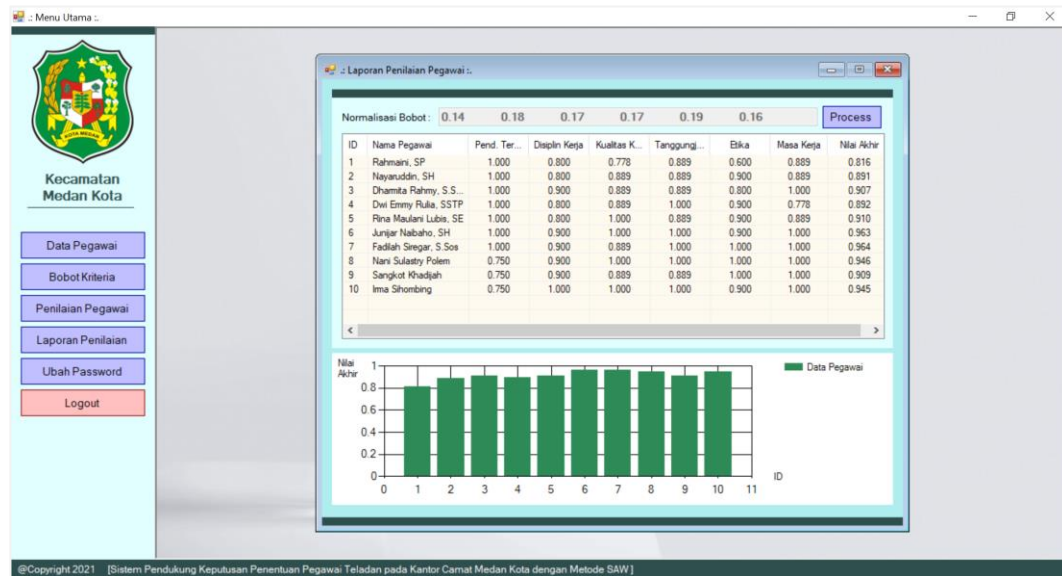 .: Menu Utama :.
KOTA MEDAN
Kecamatan
Medan Kota
Data Pegawai
Bobot Kriteria
Penilaian Pegawai
Laporan Penilaian
Ubah Password
Logout
.: Laporan Penilaian Pegawai :.
Normalisasi Bobot : 0.14 0.18 0.17 0.17 0.19 0.16 Process
ID Nama Pegawai Pend. Ter... Disiplin Kerja Kualitas K... Tanggungj... Etika Masa Kerja Nilai Akhir
1 Rahmaini, SP 1.000 0.800 0.778 0.889 0.600 0.889 0.816
2 Nayaruddin, SH 1.000 0.800 0.889 0.889 0.900 0.889 0.891
3 Dhamita Rahmy, S.S... 1.000 0.900 0.889 0.889 0.800 1.000 0.907
4 Dwi Emmy Rulia, SSTP 1.000 0.800 0.889 1.000 0.900 0.778 0.892
5 Rina Maulani Lubis, SE 1.000 0.800 1.000 0.889 0.900 0.889 0.910
6 Junijar Naibaho, SH 1.000 0.900 1.000 1.000 0.900 1.000 0.963
7 Fadilah Siregar, S.Sos 1.000 0.900 0.889 1.000 1.000 1.000 0.964
8 Nani Sulastry Polem 0.750 0.900 1.000 1.000 1.000 1.000 0.946
9 Sangkot Khadijah 0.750 0.900 0.889 0.889 1.000 1.000 0.909
10 Irma Sihombing 0.750 1.000 1.000 1.000 0.900 1.000 0.945
Nilai
Akhir
1
0.8
0.6
0.4
0.2
0
0 1 2 3 4 5 6 7 8 9 10 11
ID
Data Pegawai
@Copyright 2021 [Sistem Pendukung Keputusan Penentuan Pegawai Teladan pada Kantor Camat Medan Kota dengan Metode SAW ]